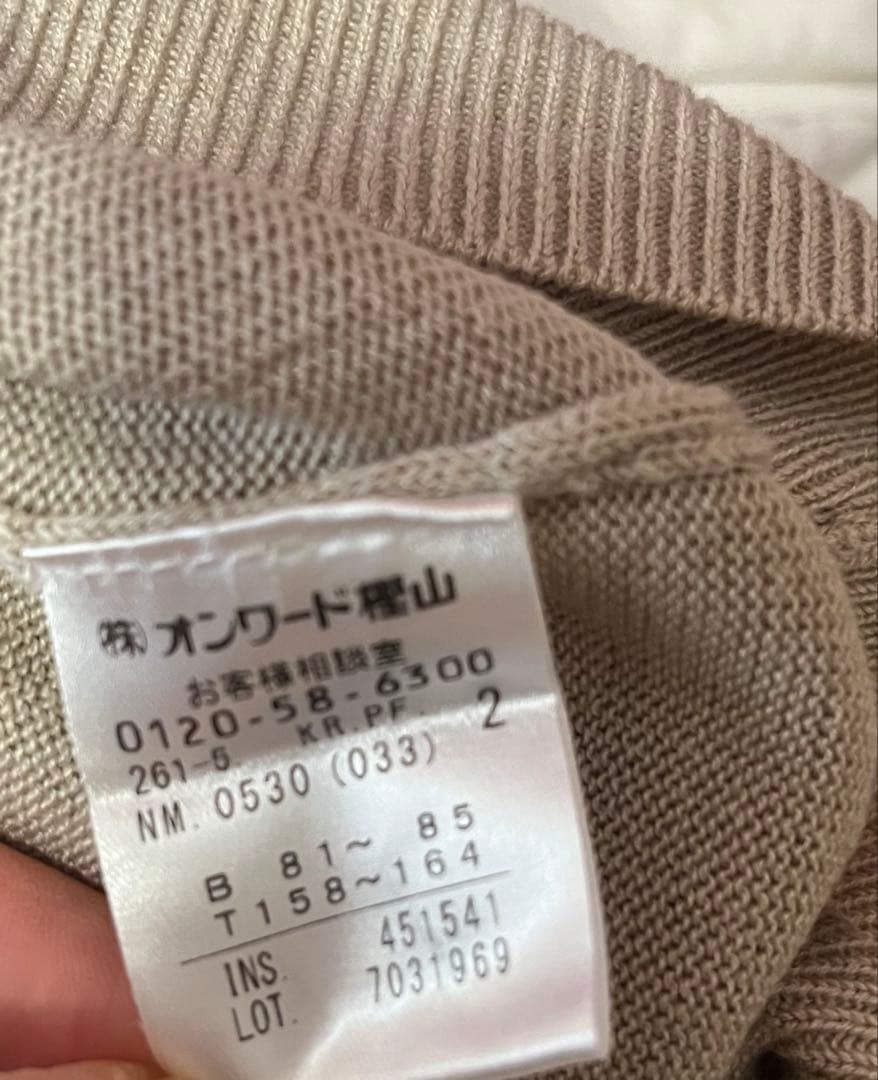 ㈱オンワード樫山
お客様相談室
0120-58-6300
261-5. KR.PF. 2
NM. 0530 (033)
B 81～ 85
T158～164
INS. 451541
LOT. 7031969